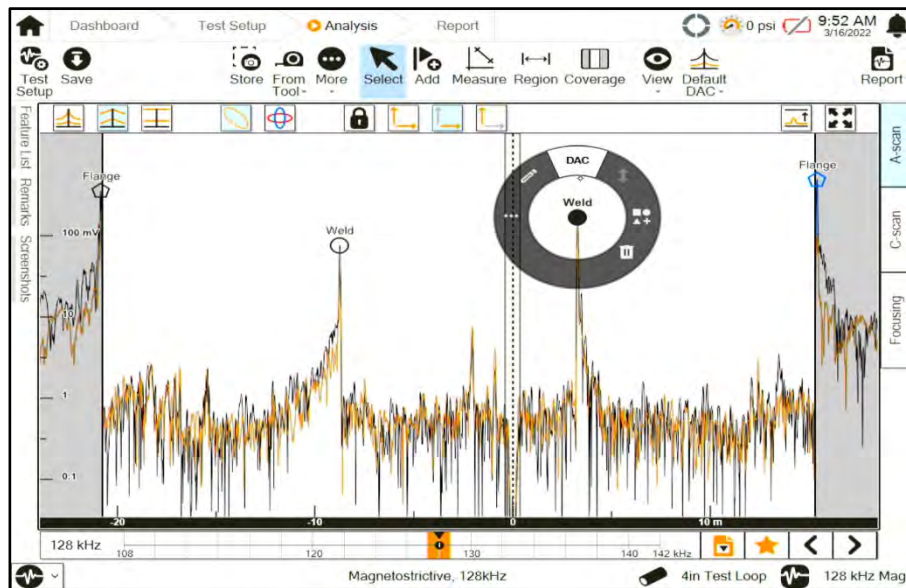 Dashboard Test Setup Analysis Report 0 psi 9:52 AM
3/16/2022
Test Setup Save Store From Tool More Select Add Measure Region Coverage View Default DAC Report
Feature List Remarks Screenshots
A-scan
C-scan
Focusing
DAC
Flange
Weld
Weld
Flange
100 mV
10
1
0.1
-20 -10 0 10 m
128 kHz 108 120 130 140 142 kHz
Magnetostrictive, 128kHz 4in Test Loop 128 kHz Mag